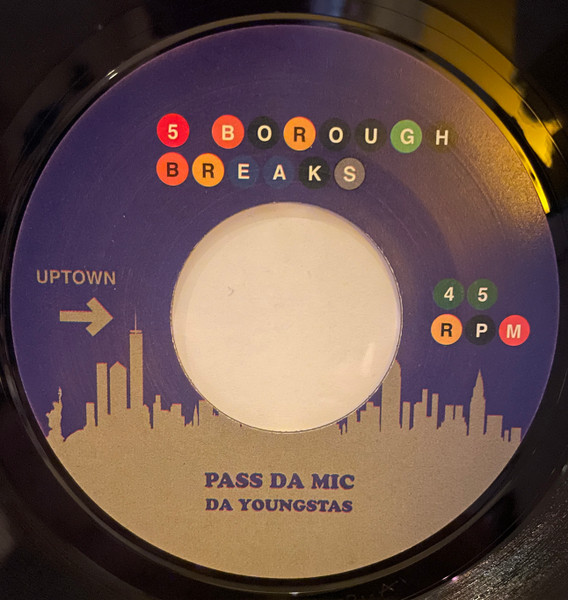 5 BOROUGH
BREAKS
UPTOWN
45
RPM
PASS DA MIC
DA YOUNGSTAS